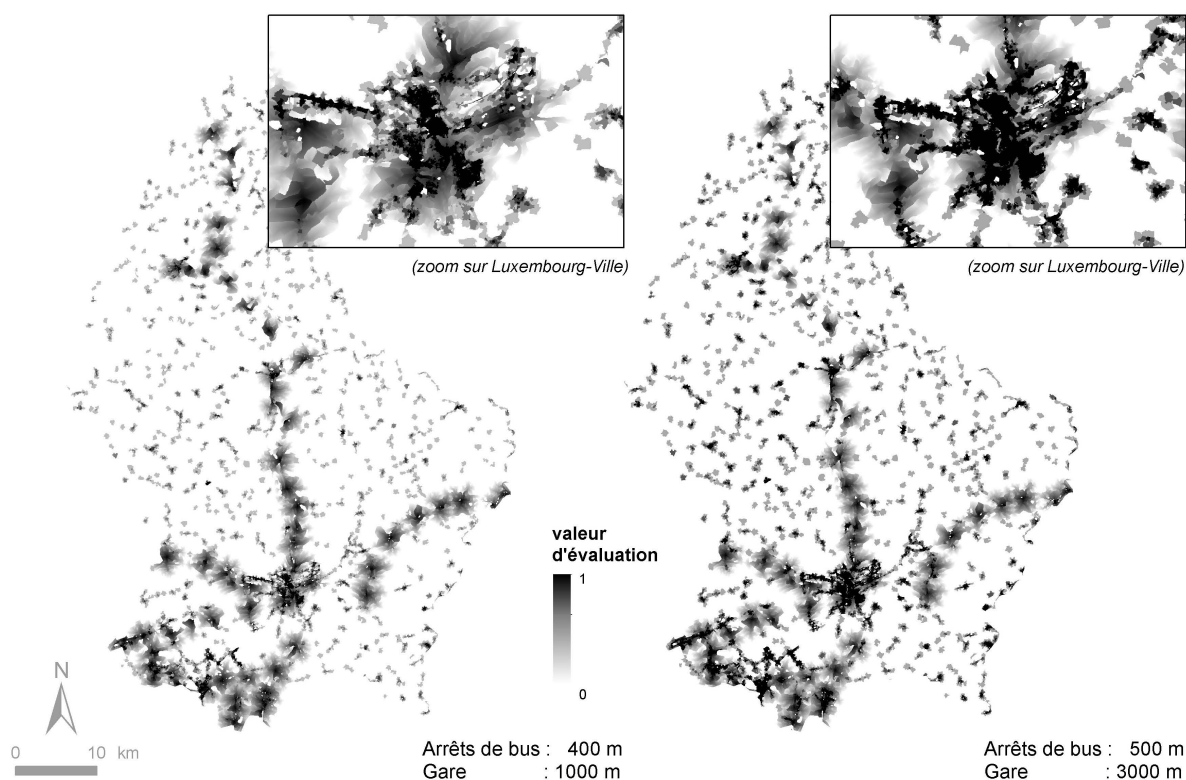 (zoom sur Luxembourg-Ville)
(zoom sur Luxembourg-Ville)
valeur
d'évaluation
1
0
N
0 10 km
Arrêts de bus : 400 m
Gare : 1000 m
Arrêts de bus : 500 m
Gare : 3000 m